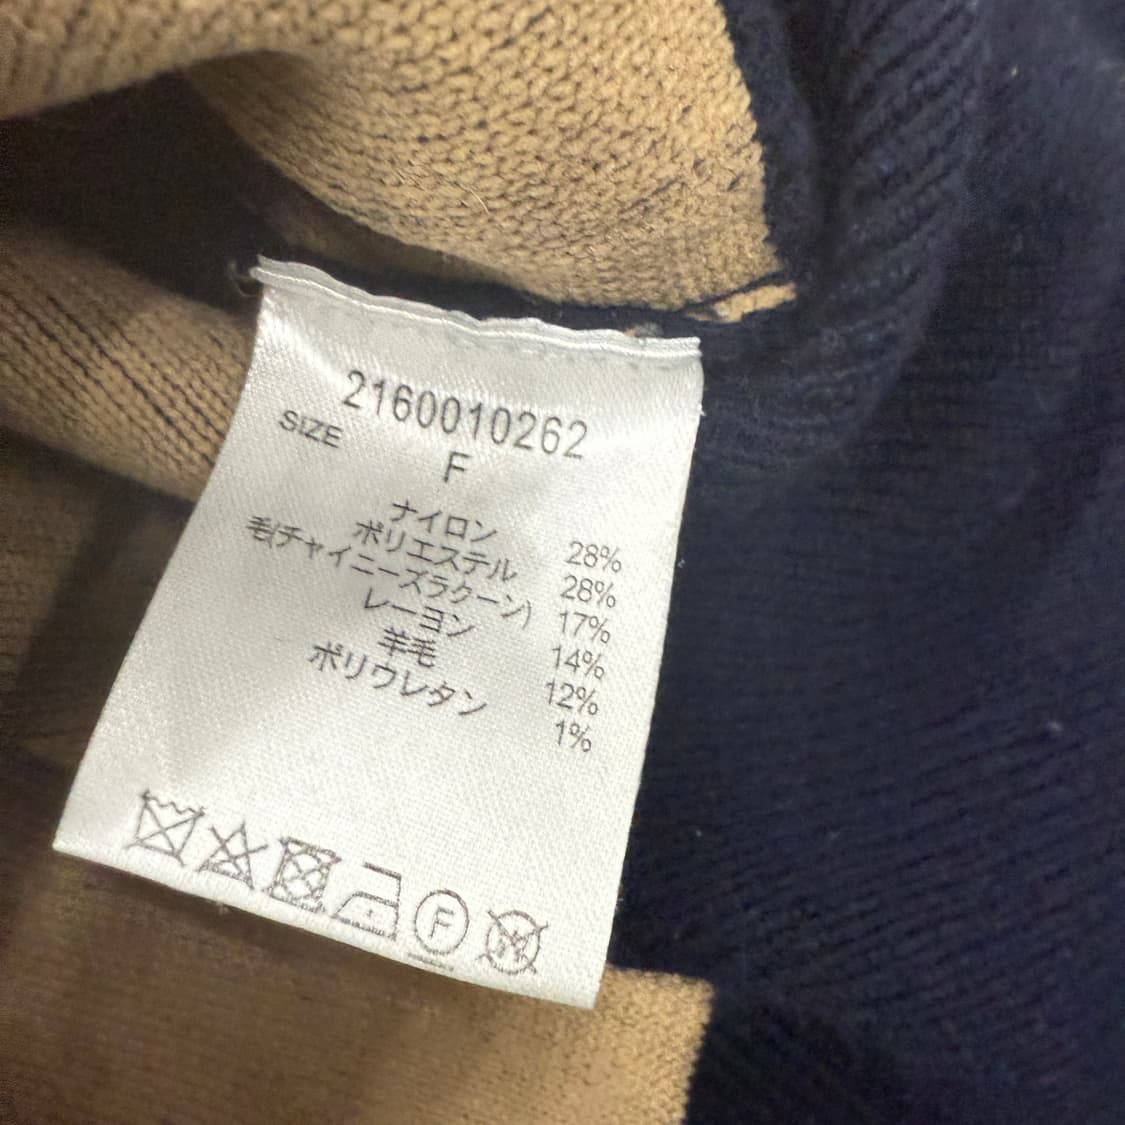 2160010262
SIZE
F
ナイロン 28%
ポリエステル 28%
毛(チャイニーズラクーン) 17%
レーヨン 14%
羊毛 12%
ポリウレタン 1%
F
W